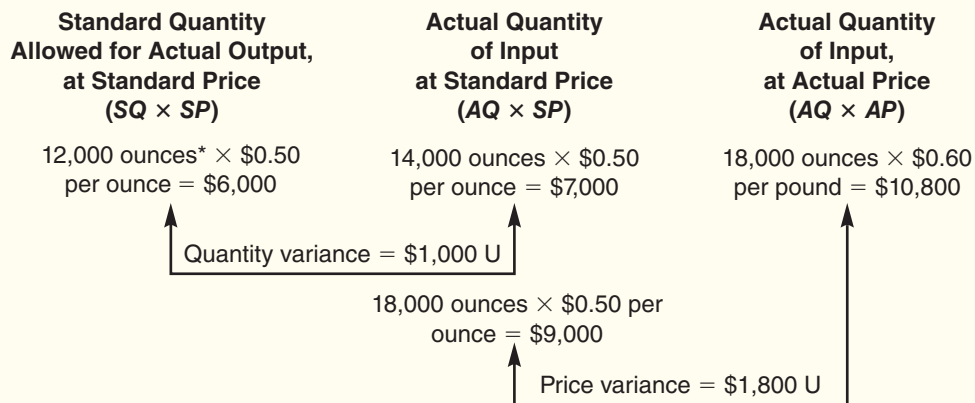 Standard Quantity
Allowed for Actual Output,
at Standard Price
(SQ × SP)
Actual Quantity
of Input
at Standard Price
(AQ × SP)
Actual Quantity
of Input,
at Actual Price
(AQ × AP)
12,000 ounces* × $0.50
per ounce = $6,000
14,000 ounces × $0.50
per ounce = $7,000
18,000 ounces × $0.60
per pound = $10,800
Quantity variance = $1,000 U
18,000 ounces × $0.50 per
ounce = $9,000
Price variance = $1,800 U